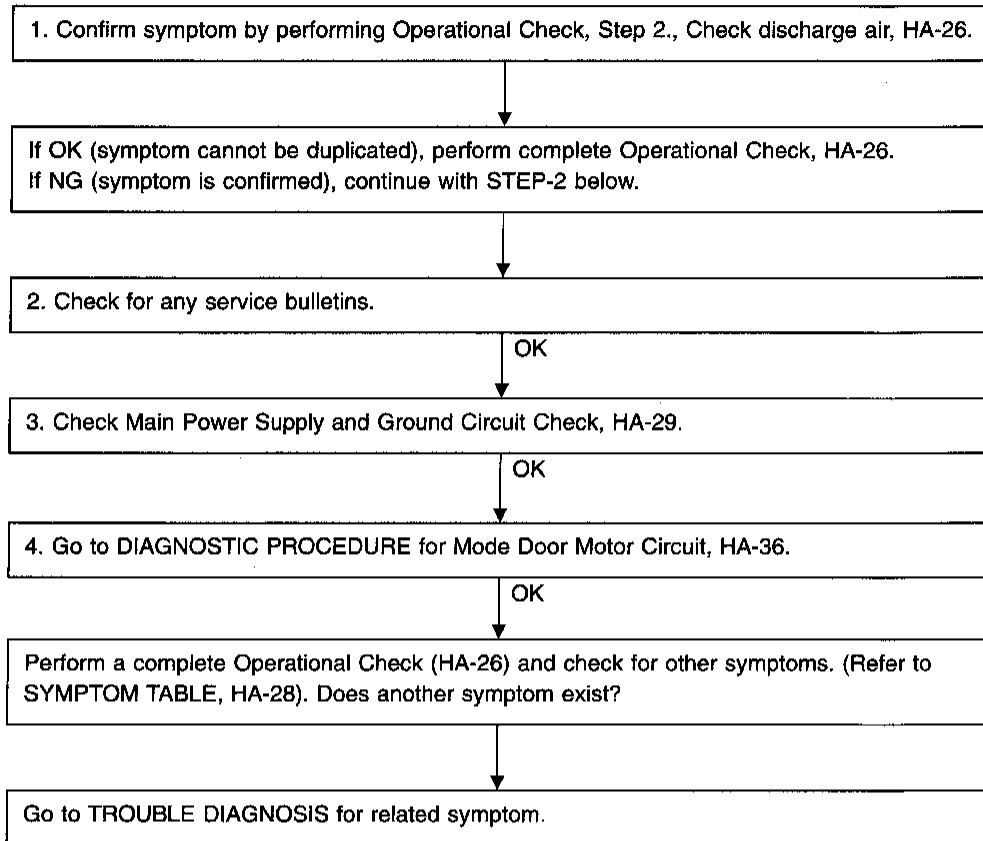 1. Confirm symptom by performing Operational Check, Step 2., Check discharge air, HA-26.
If OK (symptom cannot be duplicated), perform complete Operational Check, HA-26.
If NG (symptom is confirmed), continue with STEP-2 below.
2. Check for any service bulletins.
OK
3. Check Main Power Supply and Ground Circuit Check, HA-29.
OK
4. Go to DIAGNOSTIC PROCEDURE for Mode Door Motor Circuit, HA-36.
OK
Perform a complete Operational Check (HA-26) and check for other symptoms. (Refer to
SYMPTOM TABLE, HA-28). Does another symptom exist?
Go to TROUBLE DIAGNOSIS for related symptom.